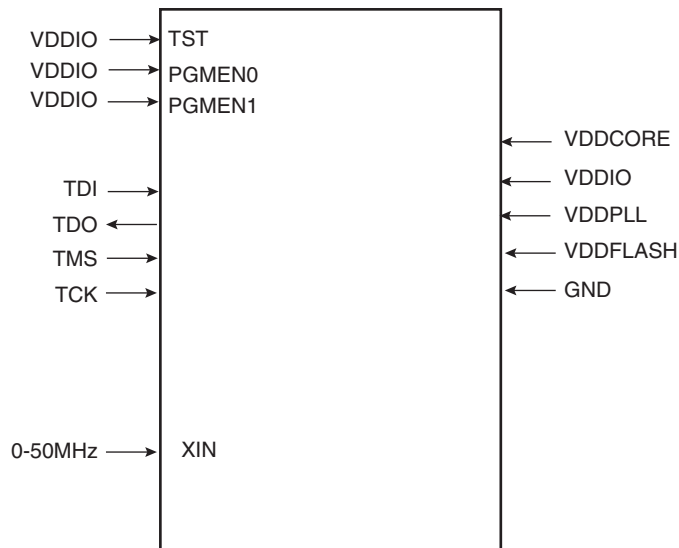 VDDIO TST
VDDIO PGMEN0
VDDIO PGMEN1
VDDCORE
TDI VDDIO
TDO VDDPLL
TMS VDDFLASH
TCK GND
0-50MHz XIN